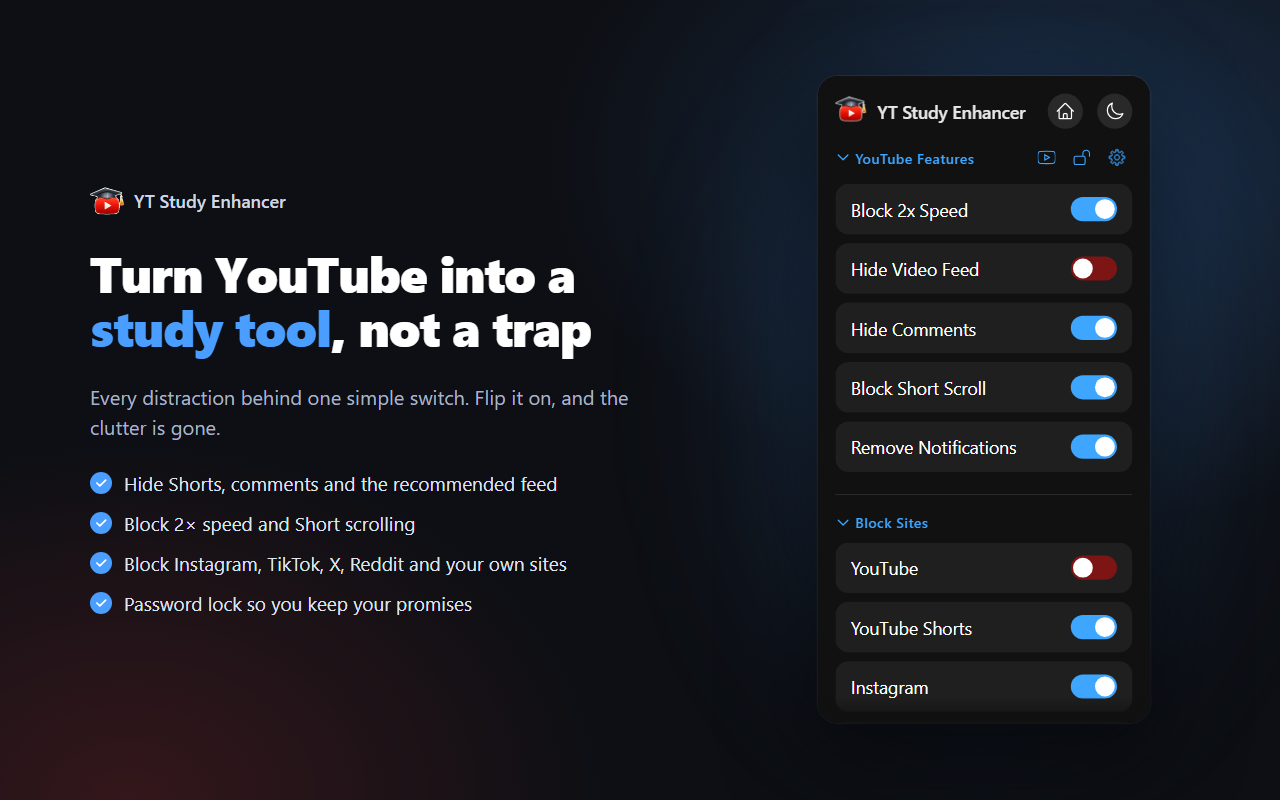 YT Study Enhancer
Turn YouTube into a
study tool, not a trap
Every distraction behind one simple switch. Flip it on, and the
clutter is gone.
Hide Shorts, comments and the recommended feed
Block 2× speed and Short scrolling
Block Instagram, TikTok, X, Reddit and your own sites
Password lock so you keep your promises
YT Study Enhancer
YouTube Features
Block 2x Speed
Hide Video Feed
Hide Comments
Block Short Scroll
Remove Notifications
Block Sites
YouTube
YouTube Shorts
Instagram